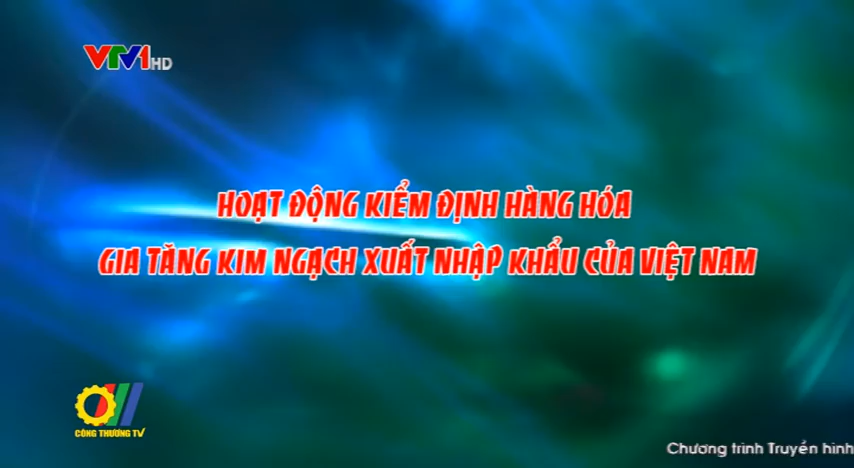 VTV1 HD
HOẠT ĐỘNG KIỂM ĐỊNH HÀNG HÓA
GIA TĂNG KIM NGẠCH XUẤT NHẬP KHẨU CỦA VIỆT NAM
CÔNG THƯƠNG TV
Chương trình Truyền hình